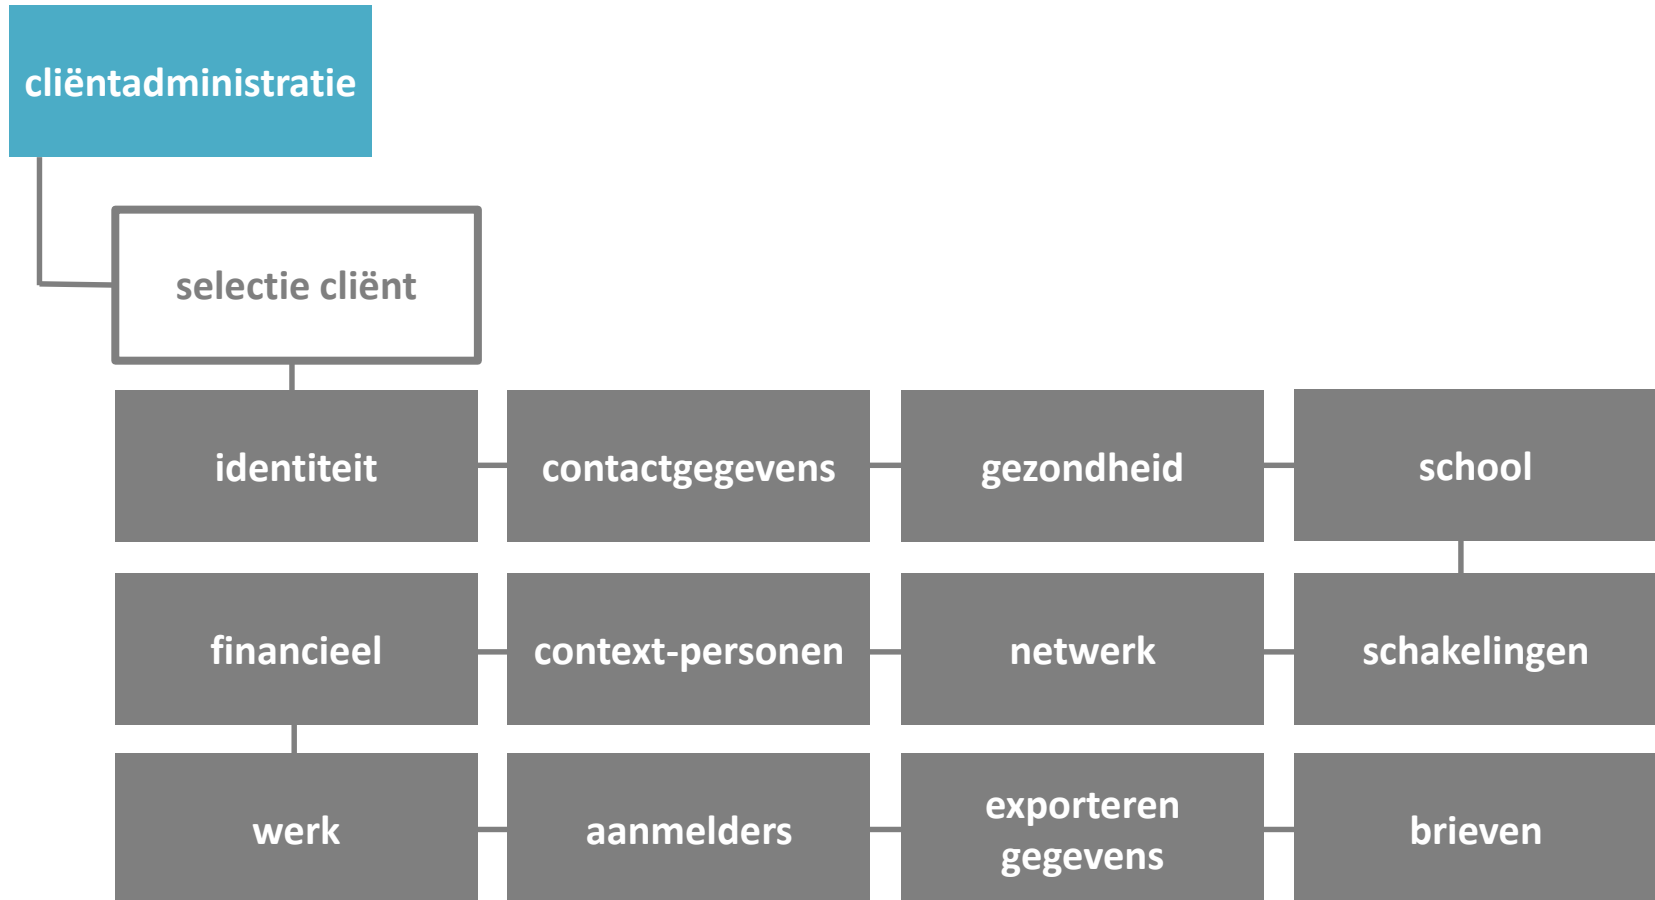 cliëntadministratie
selectie cliënt
identiteit
contactgegevens
gezondheid
school
financieel
context-personen
netwerk
schakelingen
werk
aanmelders
exporteren
gegevens
brieven